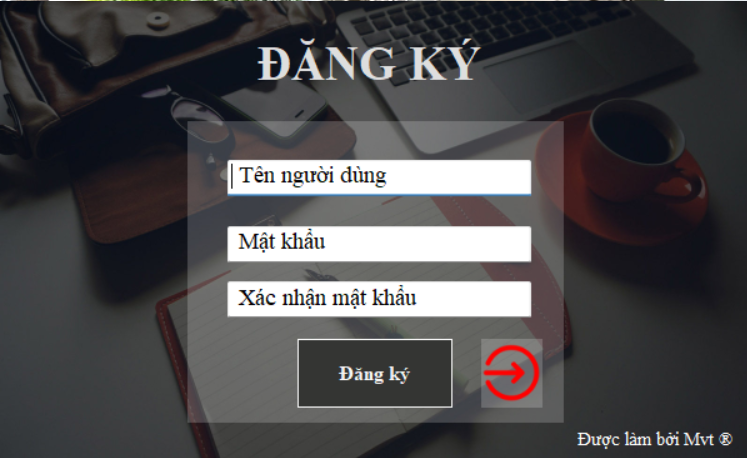 ĐĂNG KÝ
Tên người dùng
Mật khẩu
Xác nhận mật khẩu
Đăng ký
Được làm bởi Mvt ®